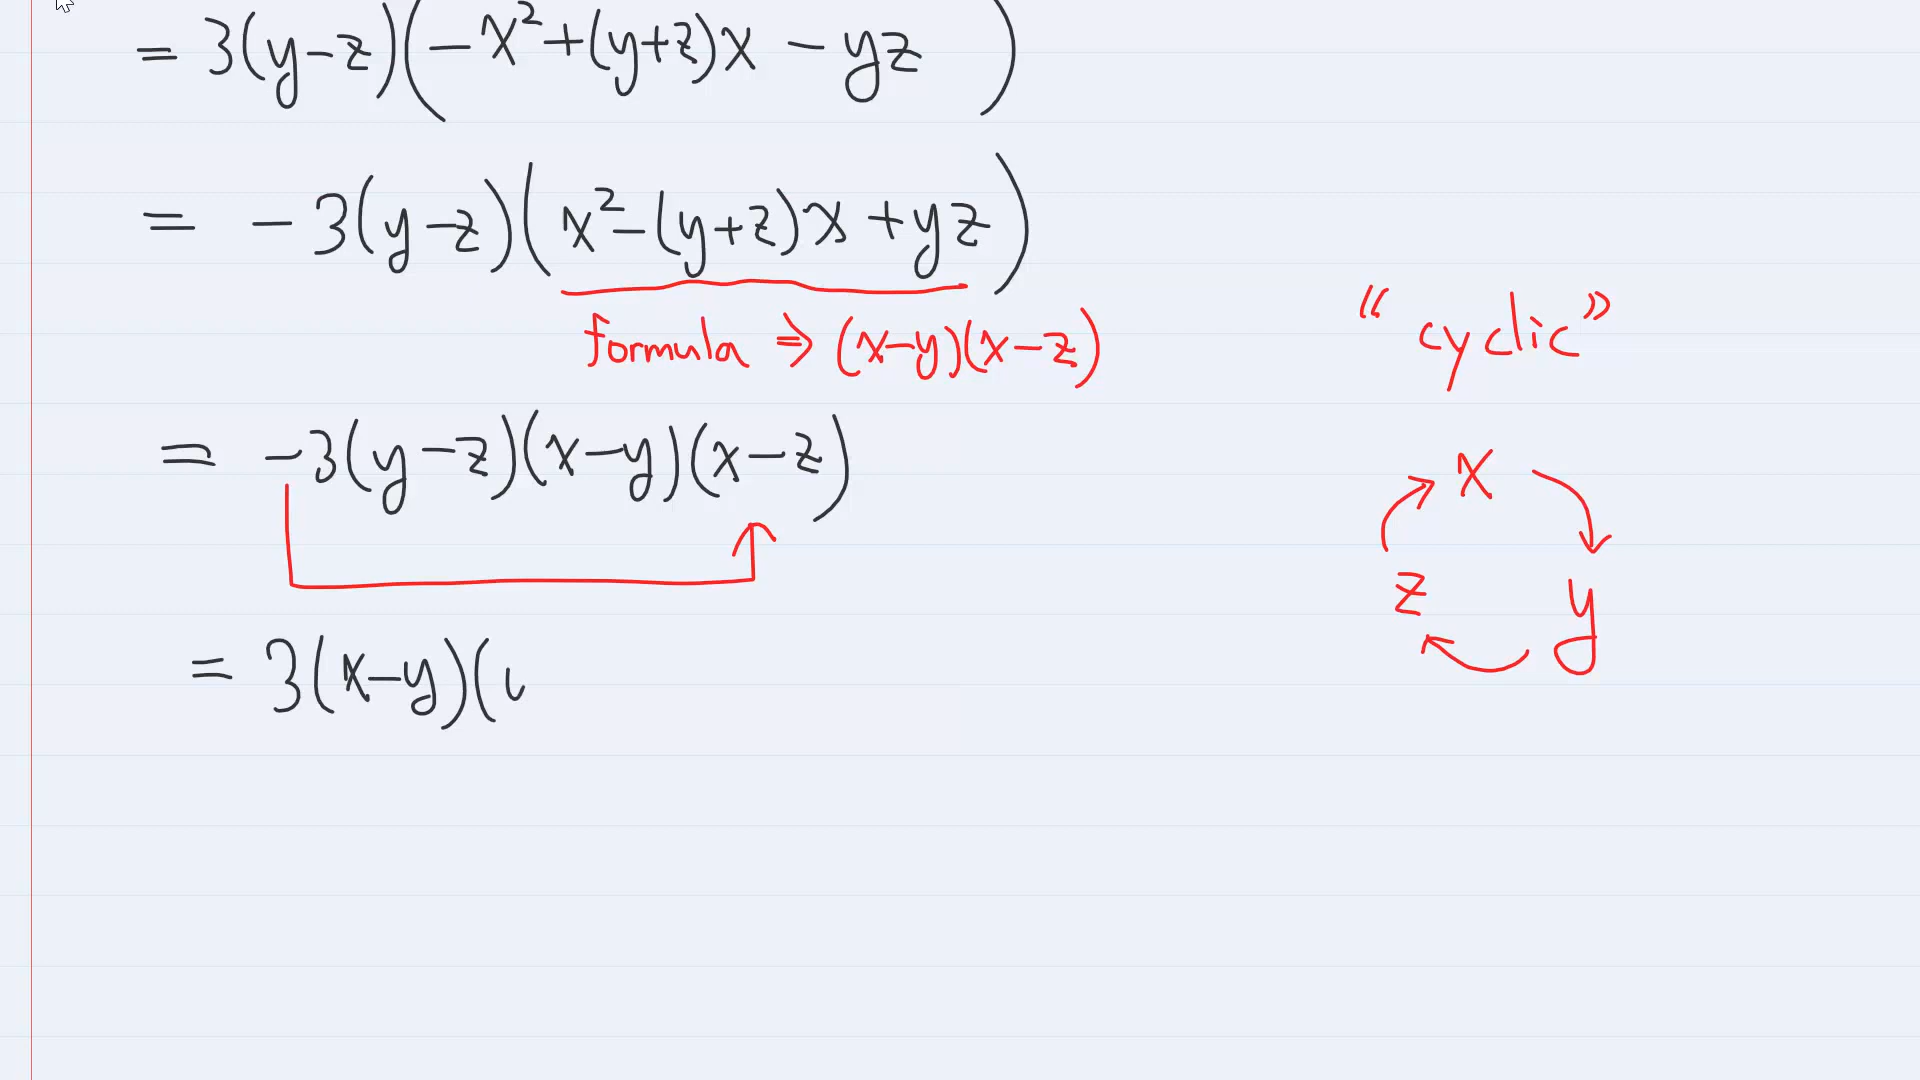 = 3(y-z)(-x²+(y+z)x - yz )
= -3(y-z)(x²-(y+z)x+yz)
formula ⇒ (x-y)(x-z)
"cyclic"
= -3(y-z)(x-y)(x-z)
x
z y
= 3(x-y)(